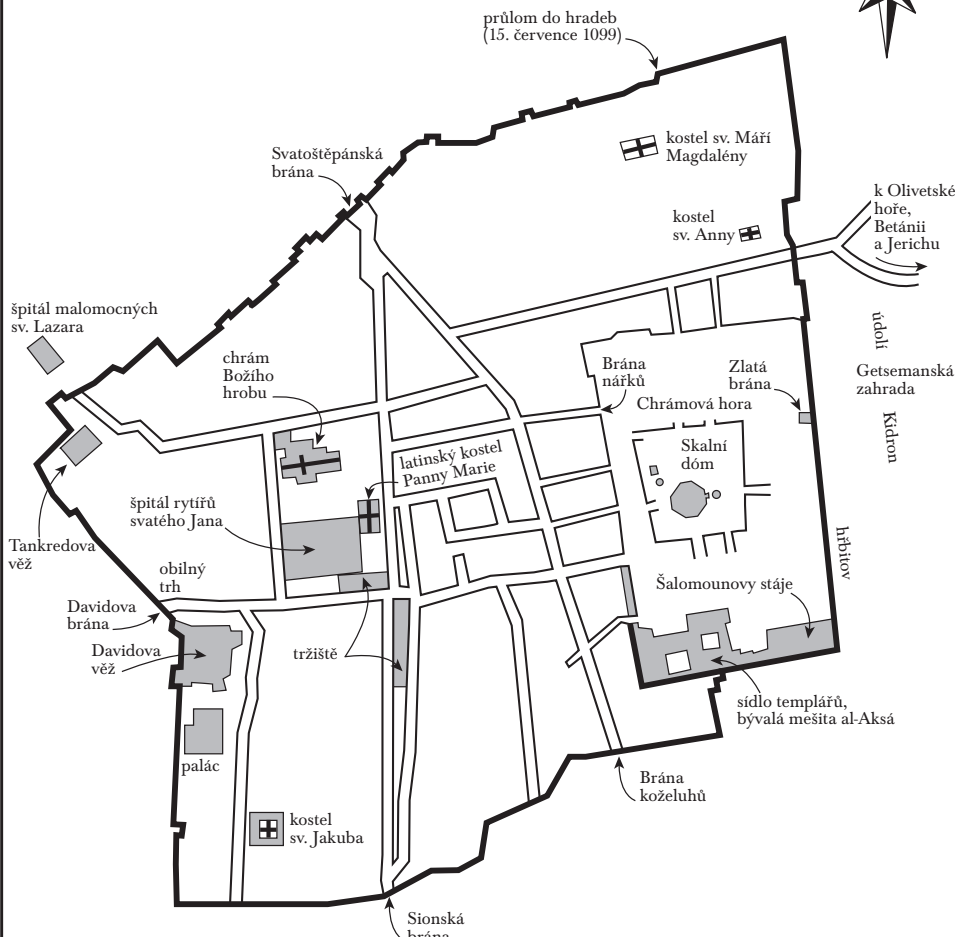 průlom do hradeb
(15. července 1099)
kostel sv. Máří
Magdalény
Svatoštěpánská
brána
k Olivetské
hoře,
Betánii
a Jerichu
kostel
sv. Anny
špitál malomocných
sv. Lazara
údolí
Kidron
Getsemanská
zahrada
chrám
Božího
hrobu
Brána
nářků
Zlatá
brána
Chrámová hora
Skalní
dóm
latinský kostel
Panny Marie
špitál rytířů
svatého Jana
Tankredova
věž
hřbitov
obilný
trh
Šalomounovy stáje
Davidova
brána
Davidova
věž
tržiště
sídlo templářů,
bývalá mešita al-Aksá
palác
Brána
koželuhů
kostel
sv. Jakuba
Sionská
brána